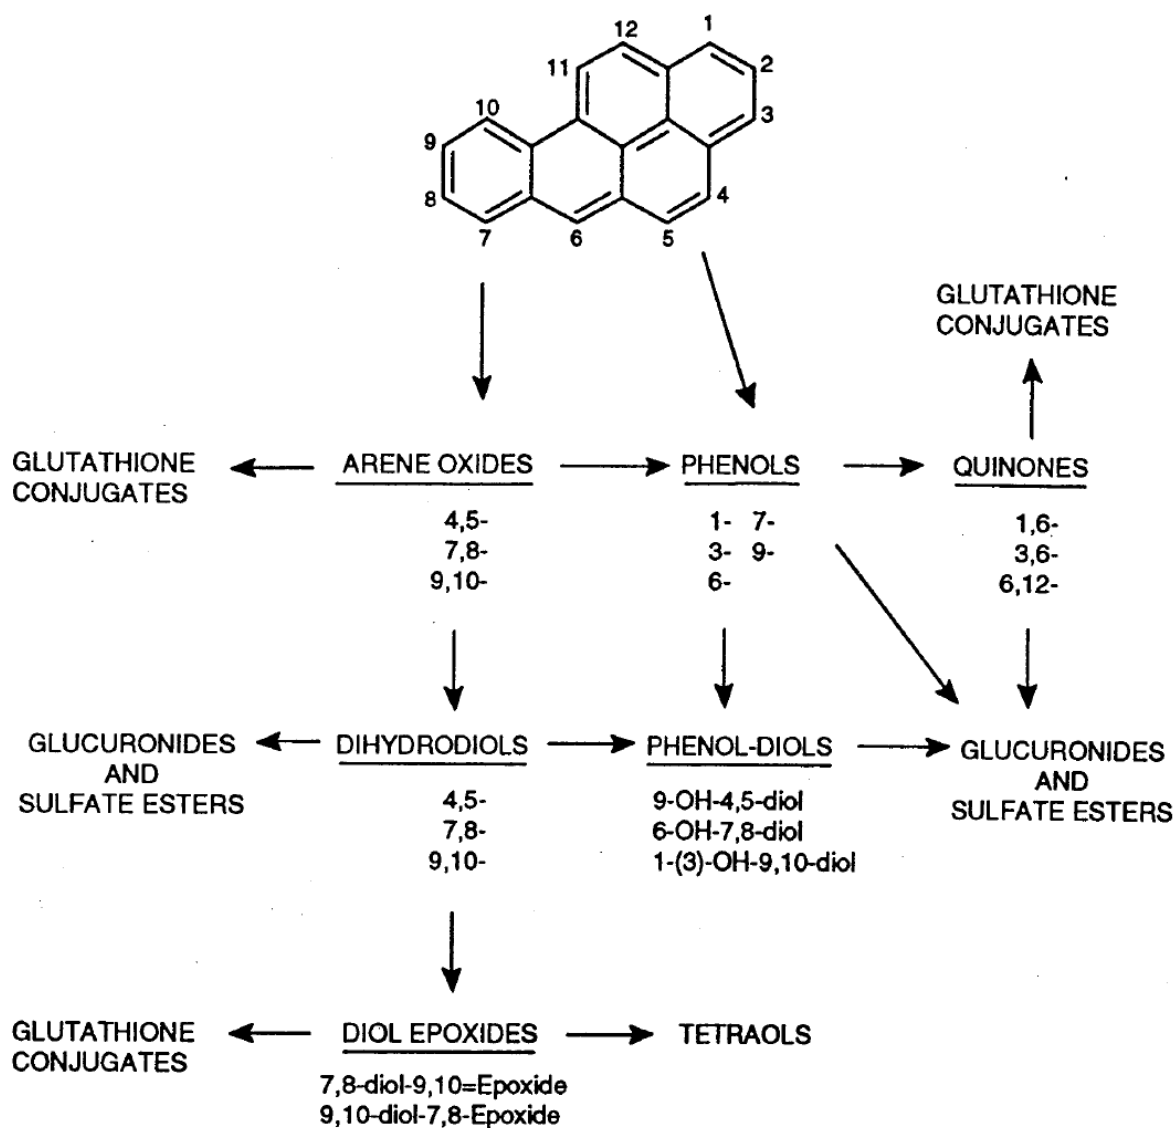 12
1
11
2
10
3
9
8
4
7
6
5
GLUTATHIONE
CONJUGATES
GLUTATHIONE
CONJUGATES
ARENE OXIDES
PHENOLS
QUINONES
4,5-
7,8-
9,10-
1- 7-
3- 9-
6-
1,6-
3,6-
6,12-
GLUCURONIDES
AND
SULFATE ESTERS
DIHYDRODIOLS
PHENOL-DIOLS
GLUCURONIDES
AND
SULFATE ESTERS
4,5-
7,8-
9,10-
9-OH-4,5-diol
6-OH-7,8-diol
1-(3)-OH-9,10-diol
GLUTATHIONE
CONJUGATES
DIOL EPOXIDES
TETRAOLS
7,8-diol-9,10=Epoxide
9,10-diol-7,8-Epoxide